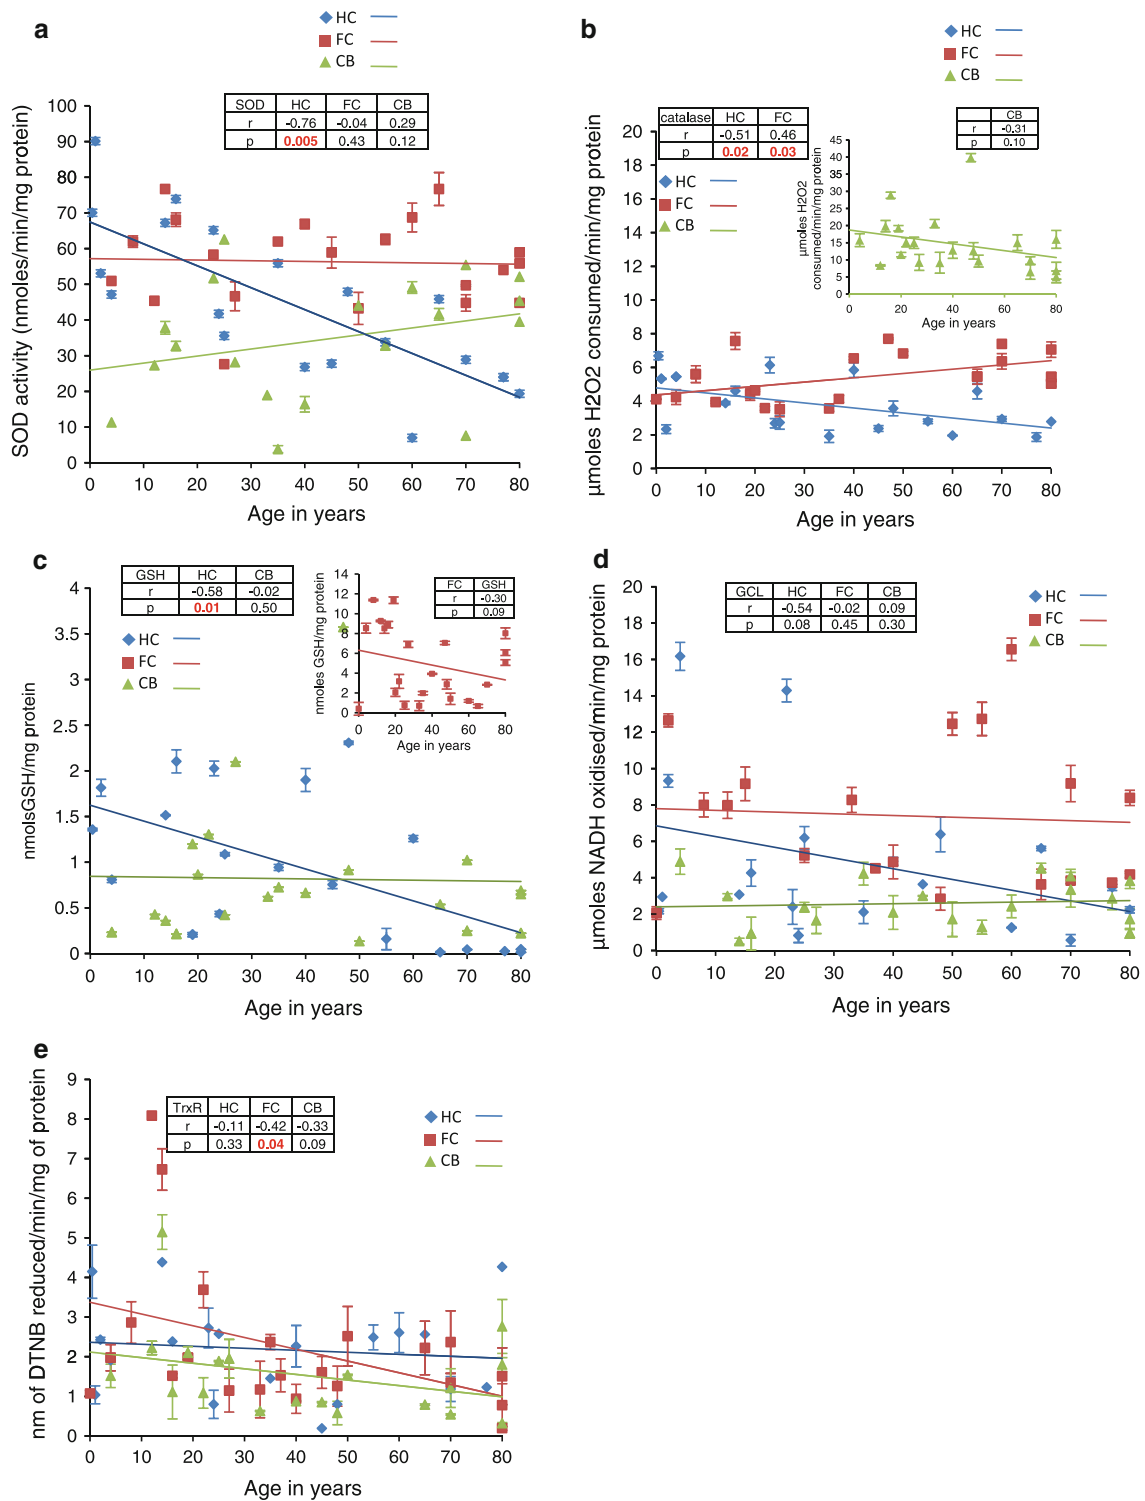 a
HC
FC
CB
SOD HC FC CB
r -0.76 -0.04 0.29
p 0.005 0.43 0.12
SOD activity (nmoles/min/mg protein)
100
90
80
70
60
50
40
30
20
10
0
0 10 20 30 40 50 60 70 80
Age in years
b
HC
FC
CB
catalase HC FC
r -0.51 0.46
p 0.02 0.03
HC
FC
CB
CB
r -0.31
p 0.10
µmoles H2O2
consumed/min/mg protein
45
40
35
30
25
20
15
10
5
0
0 20 40 60 80
Age in years
µmoles H2O2 consumed/min/mg protein
20
18
16
14
12
10
8
6
4
2
0
0 10 20 30 40 50 60 70 80
Age in years
c
GSH HC CB
r -0.58 -0.02
p 0.01 0.50
HC
FC
CB
FC GSH
r -0.30
p 0.09
nmoles GSH/mg protein
14
12
10
8
6
4
2
0
0 20 40 60 80
Age in years
nmolsGSH/mg protein
4
3.5
3
2.5
2
1.5
1
0.5
0
0 10 20 30 40 50 60 70 80
Age in years
d
GCL HC FC CB
r -0.54 -0.02 0.09
p 0.08 0.45 0.30
HC
FC
CB
µmoles NADH oxidised/min/mg protein
20
18
16
14
12
10
8
6
4
2
0
0 10 20 30 40 50 60 70 80
Age in years
e
TrxR HC FC CB
r -0.11 -0.42 -0.33
p 0.33 0.04 0.09
HC
FC
CB
nm of DTNB reduced/min/mg of protein
9
8
7
6
5
4
3
2
1
0
0 10 20 30 40 50 60 70 80
Age in years